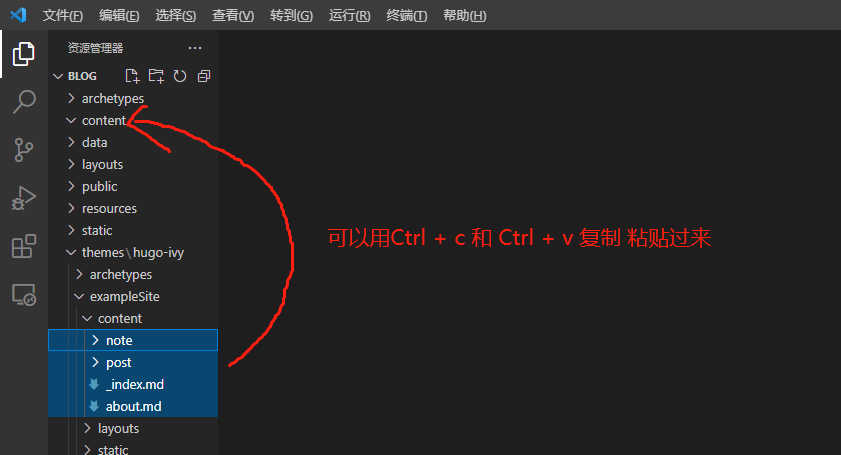 文件(F) 编辑(E) 选择(S) 查看(V) 转到(G) 运行(R) 终端(T) 帮助(H)
资源管理器
BLOG
archetypes
content
data
layouts
public
resources
static
themes\hugo-ivy
archetypes
exampleSite
content
note
post
_index.md
about.md
layouts
static
可以用Ctrl + c 和 Ctrl + v 复制 粘贴过来